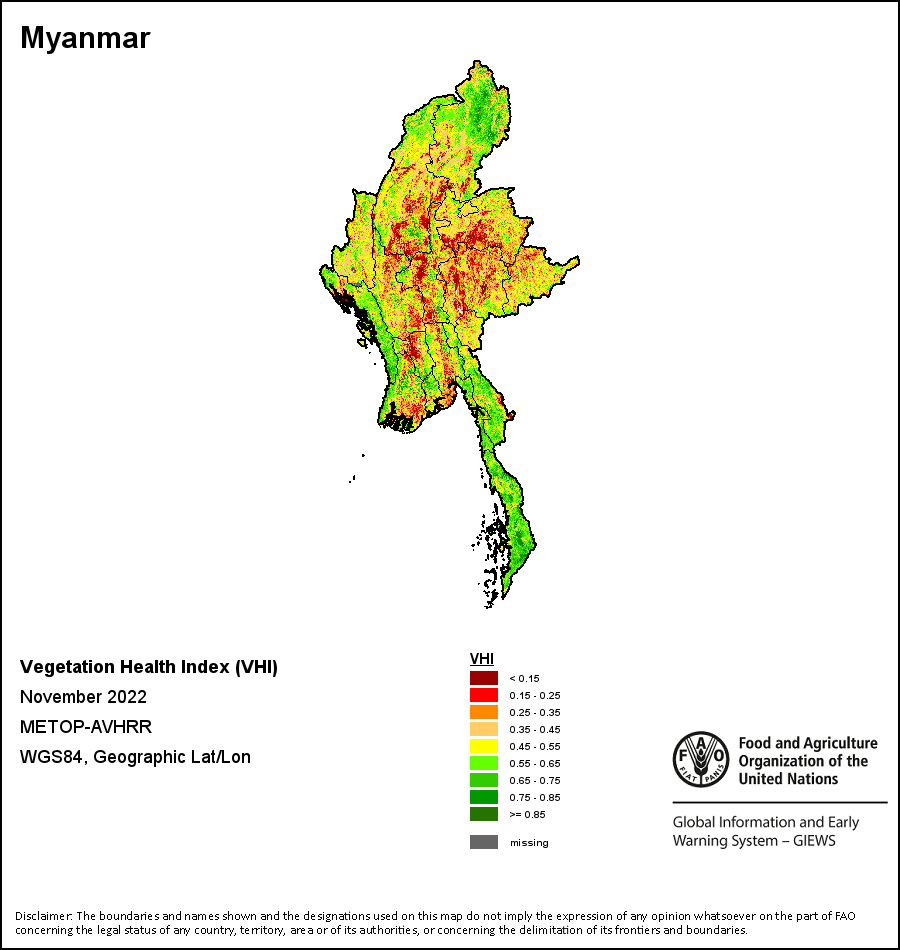 Myanmar
Vegetation Health Index (VHI)
November 2022
METOP-AVHRR
WGS84, Geographic Lat/Lon
VHI
< 0.15
0.15 - 0.25
0.25 - 0.35
0.35 - 0.45
0.45 - 0.55
0.55 - 0.65
0.65 - 0.75
0.75 - 0.85
>= 0.85
missing
F A O
FIAT PANIS
Food and Agriculture
Organization of the
United Nations
Global Information and Early
Warning System – GIEWS
Disclaimer: The boundaries and names shown and the designations used on this map do not imply the expression of any opinion whatsoever on the part of FAO
concerning the legal status of any country, territory, area or of its authorities, or concerning the delimitation of its frontiers and boundaries.